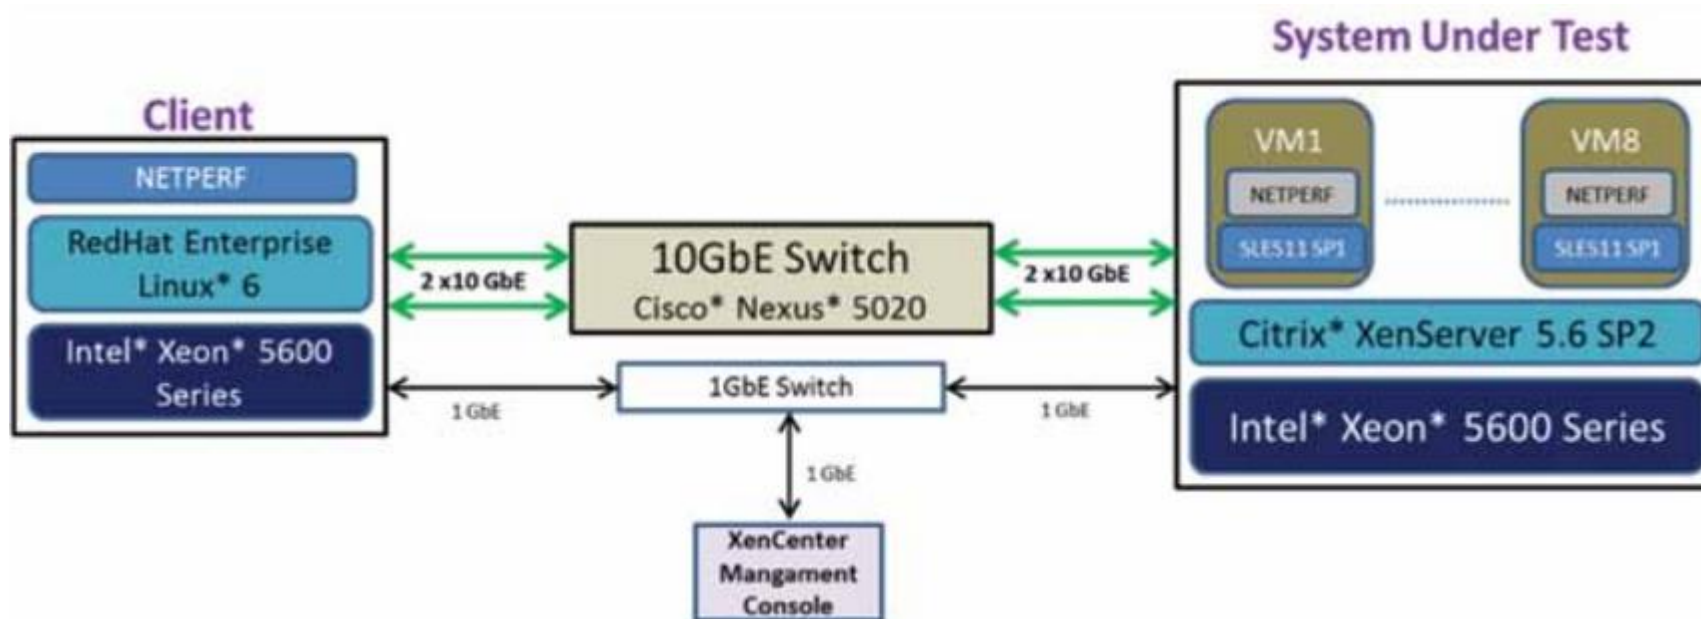 System Under Test
Client
NETPERF
RedHat Enterprise
Linux* 6
Intel* Xeon* 5600
Series
2 x10 GbE
10GbE Switch
Cisco* Nexus* 5020
2 x10 GbE
1 GbE
1GbE Switch
1 GbE
1 GbE
XenCenter
Mangament
Console
VM1
NETPERF
SLES11 SP1
VM8
NETPERF
SLES11 SP1
Citrix* XenServer 5.6 SP2
Intel* Xeon* 5600 Series